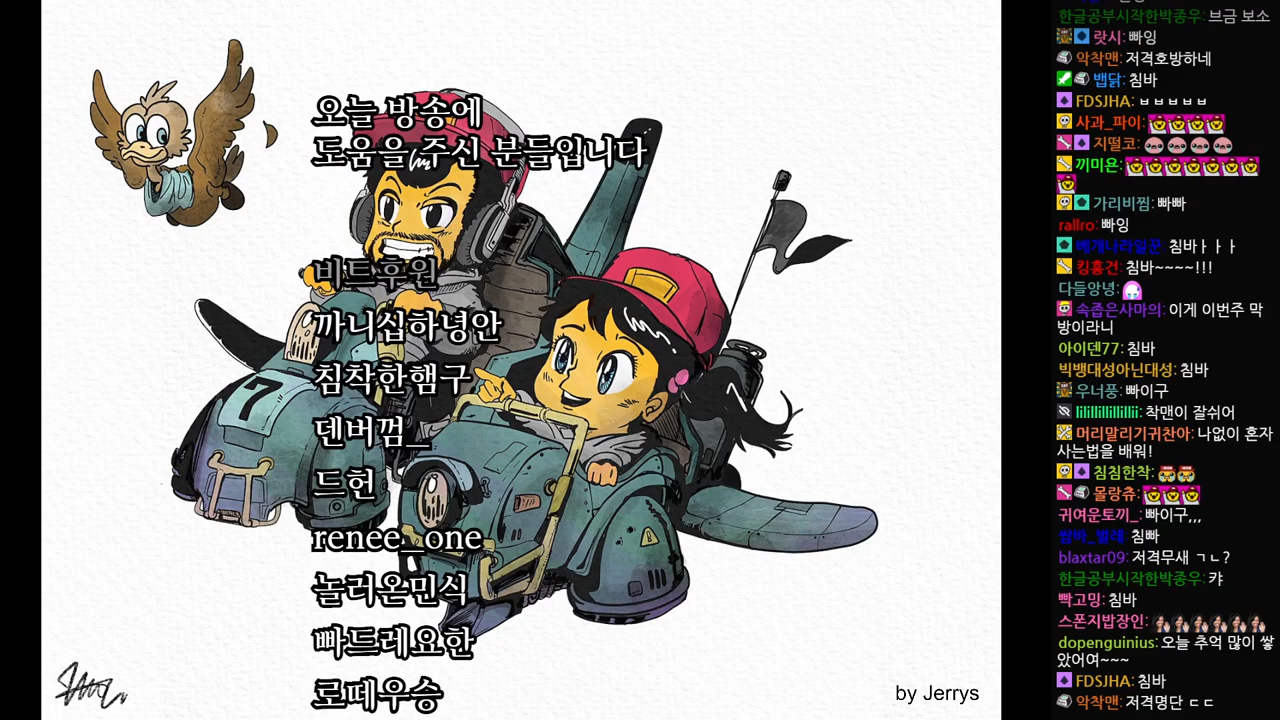 오늘 방송에
도움을 주신 분들입니다
비트후원
까니십하녕안
침착한햄구
덴버껌_
드헌
renee_one
놀러온민식
빠드레요한
로떼우승
7
by Jerrys
한글공부시작한박종우: 브금 보소
랏시: 빠잉
악착맨: 저격호방하네
뱁닭: 침바
FDSJHA: ㅂㅂㅂㅂㅂ
사과_파이:
지떨코:
끼미욘:
가리비찜: 빠빠
rallro: 빠잉
베개나라일꾼: 침바ㅏㅏㅏ
킹흉건: 침바~~~~!!!
다들앙녕:
속좁은사마의: 이게 이번주 막
방이라니
아이덴77: 침바
빅뱅대성아닌대성: 침바
우너풍: 빠이구
착맨이 잘쉬어
머리말리기귀찬아: 나없이 혼자
사는법을 배워!
침침한착:
몰랑츄:
귀여운토끼_: 빠이구,,,
침빠
blaxtar09: 저격무새 ㄱㄴ?
한글공부시작한박종우: 캬
빡고밍: 침바
스폰지밥장인:
dopenguinius: 오늘 추억 많이 쌓
았어여~~~
FDSJHA: 침바
악착맨: 저격명단 ㄷㄷ